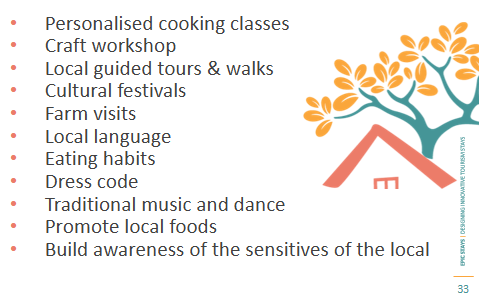 • Personalised cooking classes
• Craft workshop
• Local guided tours & walks
• Cultural festivals
• Farm visits
• Local language
• Eating habits
• Dress code
• Traditional music and dance
• Promote local foods
• Build awareness of the sensitives of the local
EPIC STAYS | DESIGNING INNOVATIVE TOURISM STAYS
33